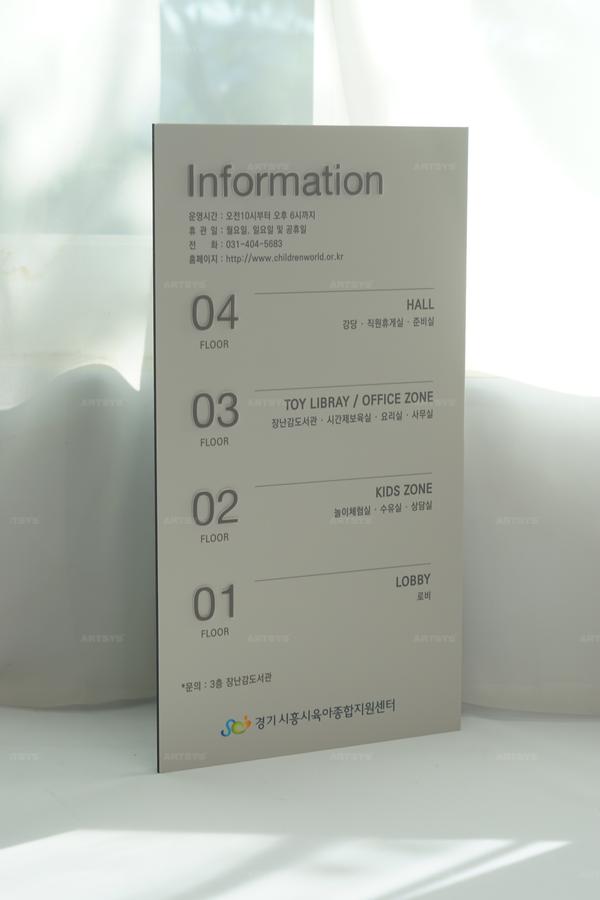 Information
운영시간 : 오전10시부터 오후 6시까지
휴 관 일 : 월요일, 일요일 및 공휴일
전 화 : 031-404-5683
홈페이지 : http://www.childrenworld.or.kr
04 FLOOR
HALL
강당 · 직원휴게실 · 준비실
03 FLOOR
TOY LIBRAY / OFFICE ZONE
장난감도서관 · 시간제보육실 · 요리실 · 사무실
02 FLOOR
KIDS ZONE
놀이체험실 · 수유실 · 상담실
01 FLOOR
LOBBY
로비
*문의 : 3층 장난감도서관
경기시흥시육아종합지원센터
ARTSYS